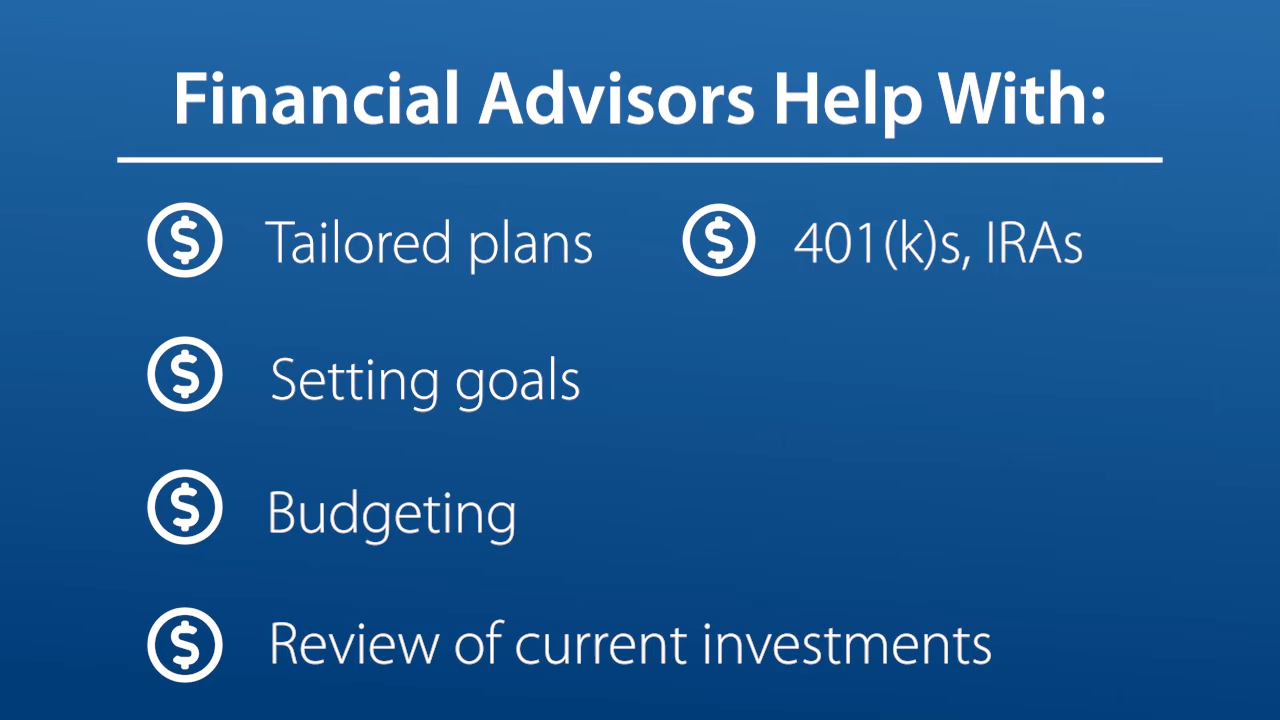 Financial Advisors Help With:
Tailored plans
401(k)s, IRAs
Setting goals
Budgeting
Review of current investments